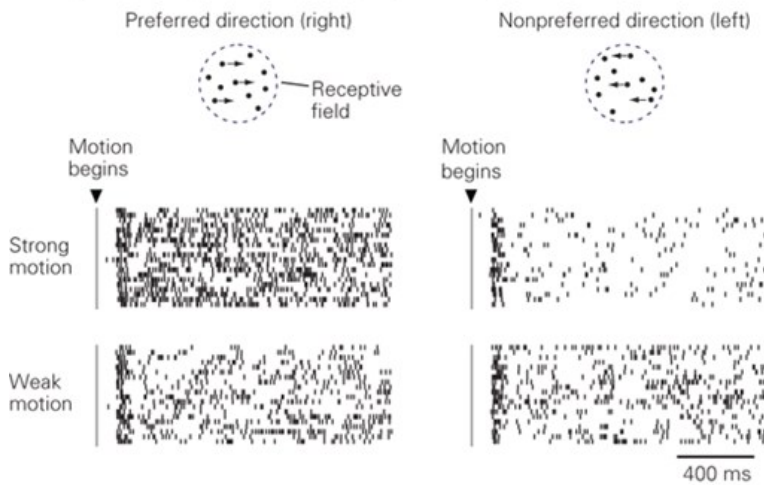 Preferred direction (right)
Nonpreferred direction (left)
Receptive
field
Motion
begins
Motion
begins
Strong
motion
Weak
motion
400 ms